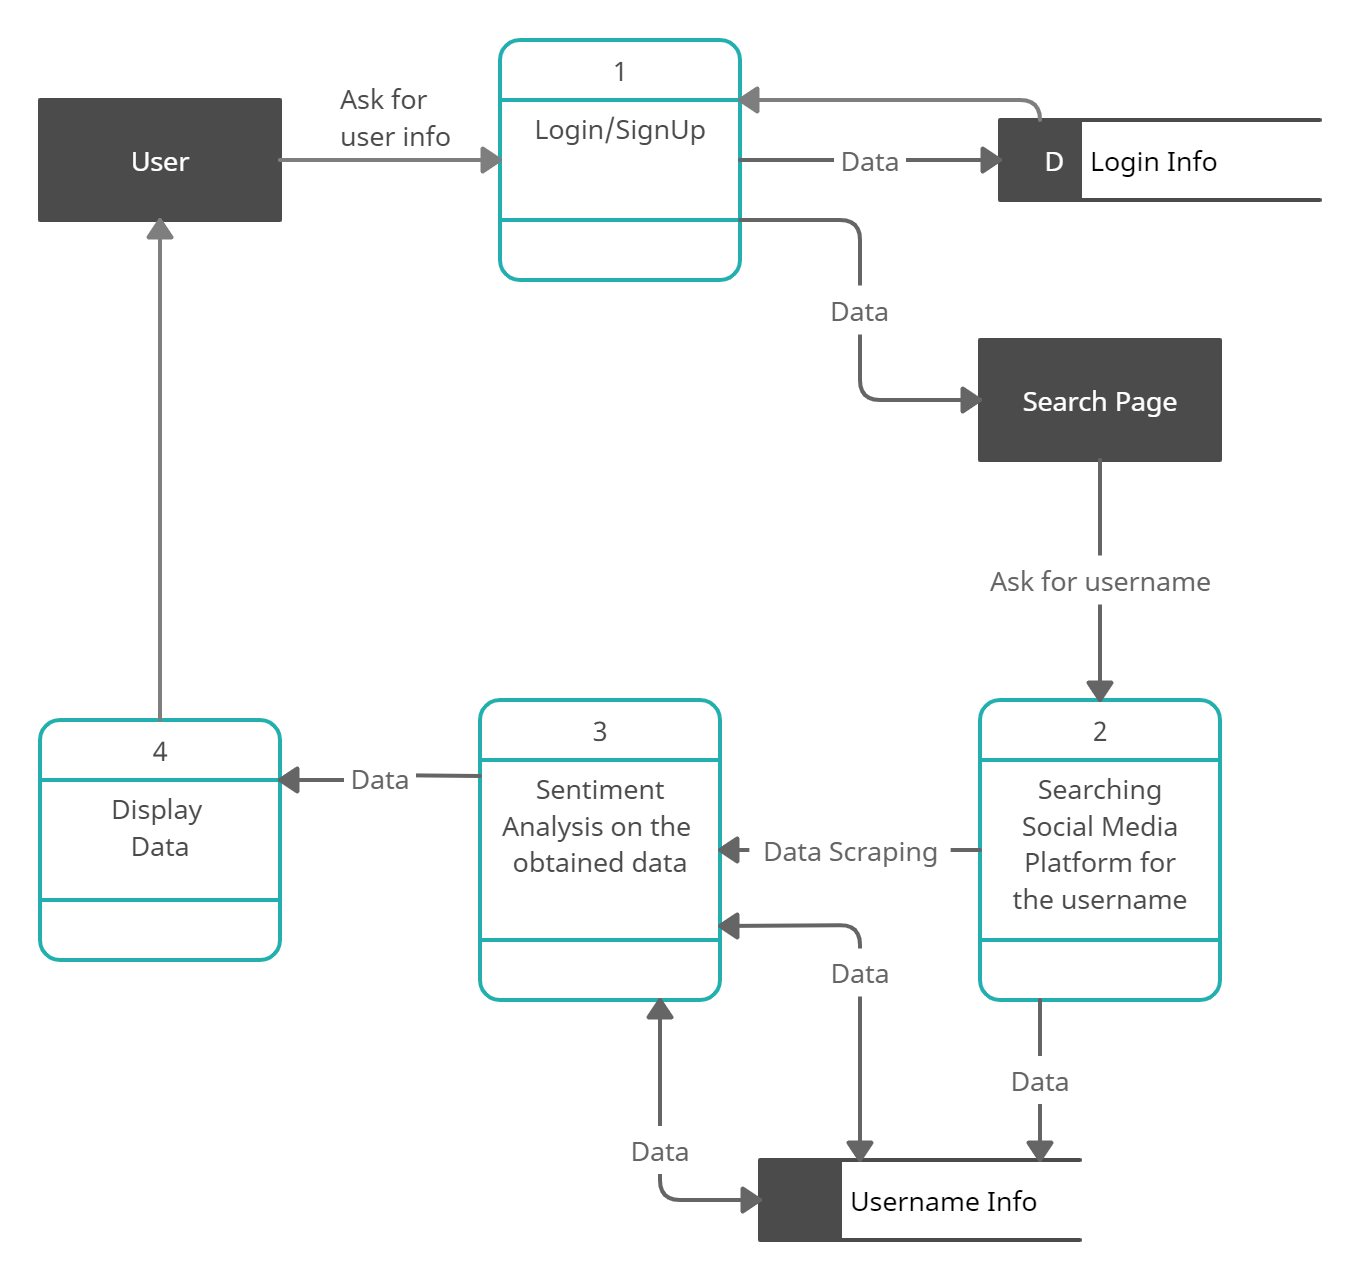 1
Ask for
user info
Login/SignUp
User
Data
D
Login Info
Data
Search Page
Ask for username
2
Searching
Social Media
Platform for
the username
3
Sentiment
Analysis on the
obtained data
Data Scraping
4
Display
Data
Data
Data
Data
Data
Username Info